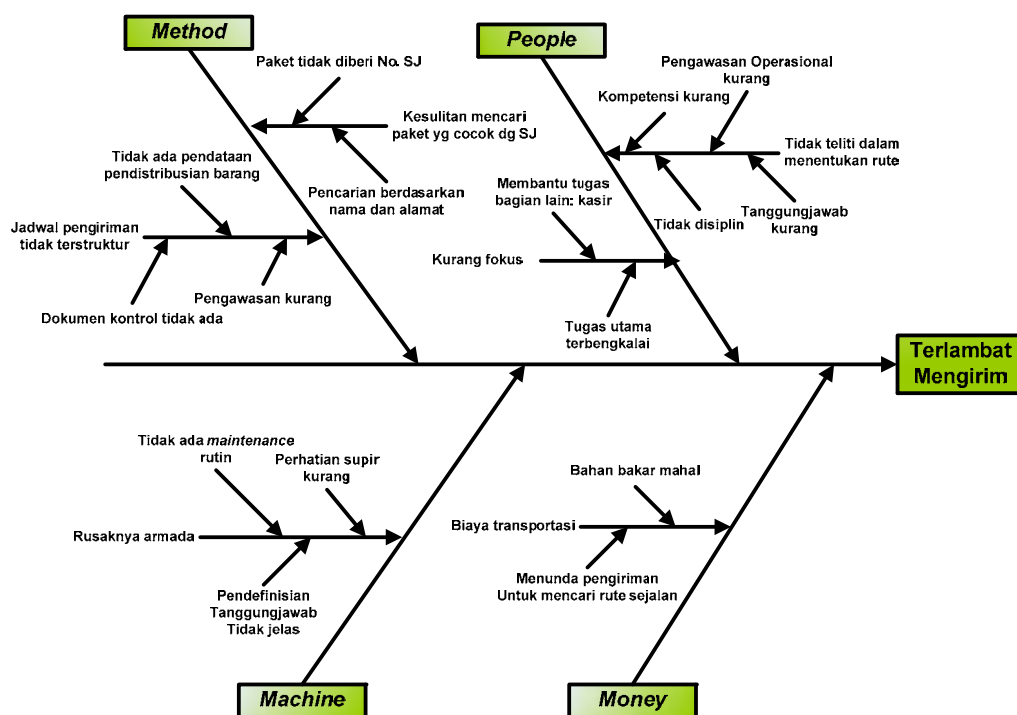 Method
People
Paket tidak diberi No. SJ
Kesulitan mencari
paket yg cocok dg SJ
Pencarian berdasarkan
nama dan alamat
Tidak ada pendataan
pendistribusian barang
Jadwal pengiriman
tidak terstruktur
Pengawasan kurang
Dokumen kontrol tidak ada
Pengawasan Operasional
kurang
Kompetensi kurang
Tidak teliti dalam
menentukan rute
Tanggungjawab
kurang
Tidak disiplin
Membantu tugas
bagian lain: kasir
Kurang fokus
Tugas utama
terbengkalai
Terlambat
Mengirim
Tidak ada maintenance
rutin
Perhatian supir
kurang
Rusaknya armada
Pendefinisian
Tanggungjawab
Tidak jelas
Bahan bakar mahal
Biaya transportasi
Menunda pengiriman
Untuk mencari rute sejalan
Machine
Money